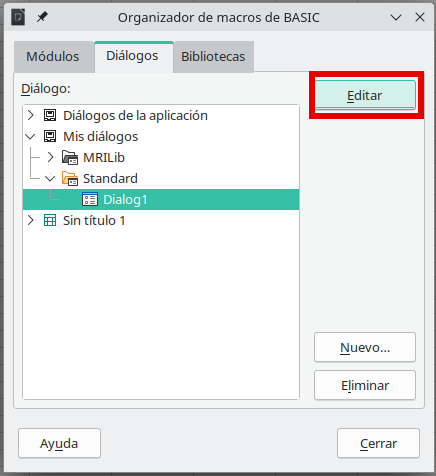 Organizador de macros de BASIC
Módulos
Diálogos
Bibliotecas
Diálogo:
Diálogos de la aplicación
Mis diálogos
MRILib
Standard
Dialog1
Sin título 1
Editar
Nuevo...
Eliminar
Ayuda
Cerrar